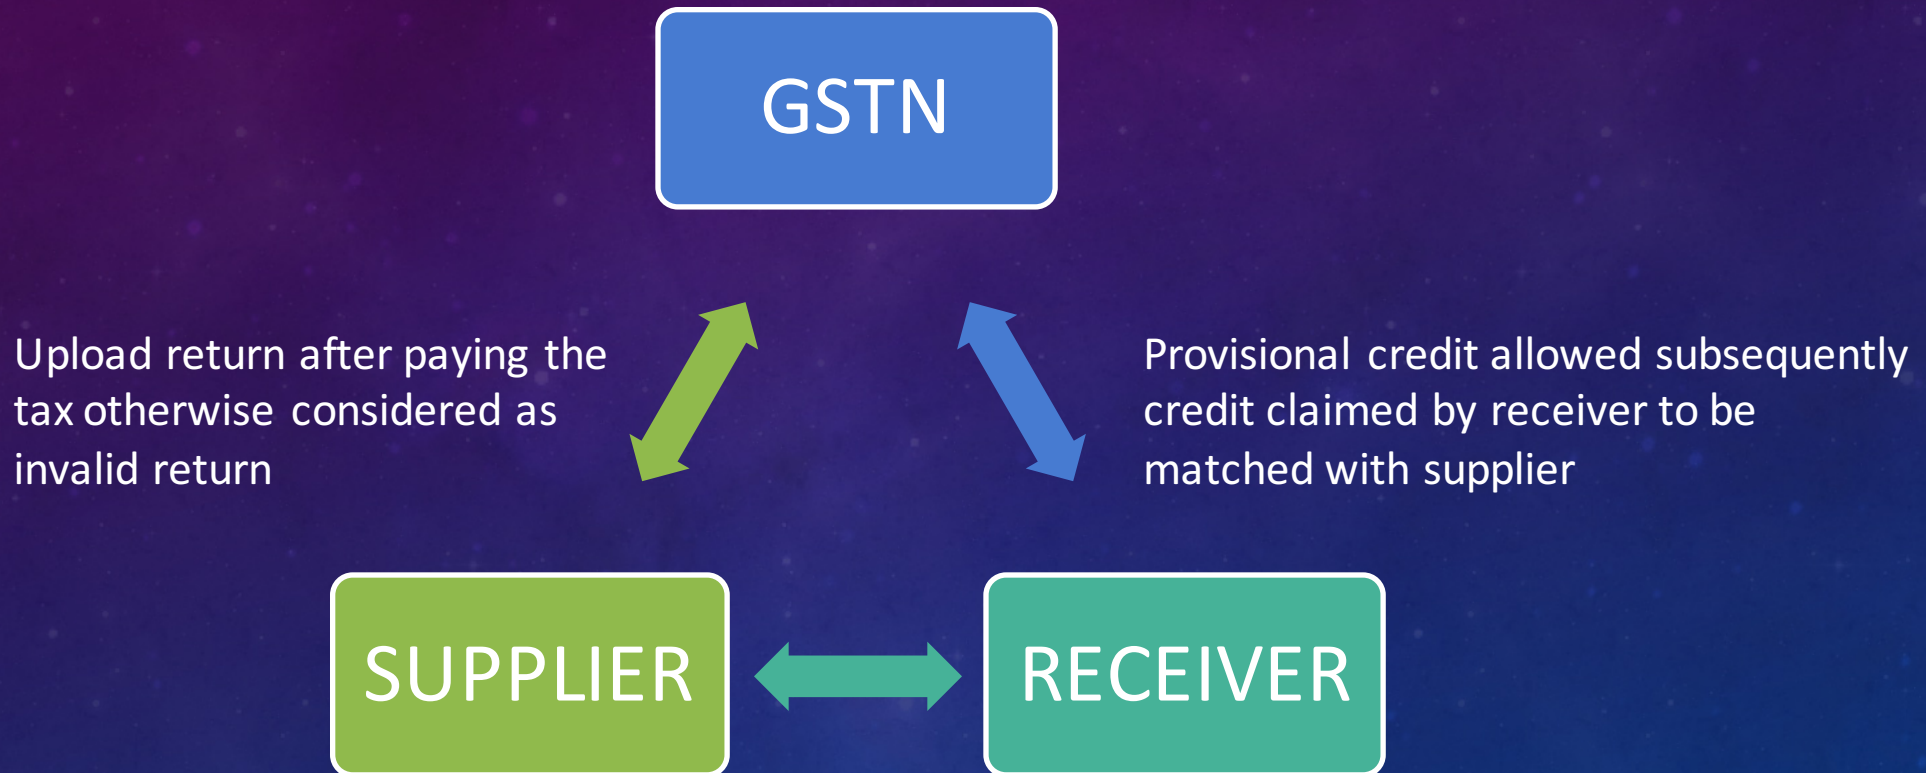 GSTN
Upload return after paying the
tax otherwise considered as
invalid return
Provisional credit allowed subsequently
credit claimed by receiver to be
matched with supplier
SUPPLIER
RECEIVER